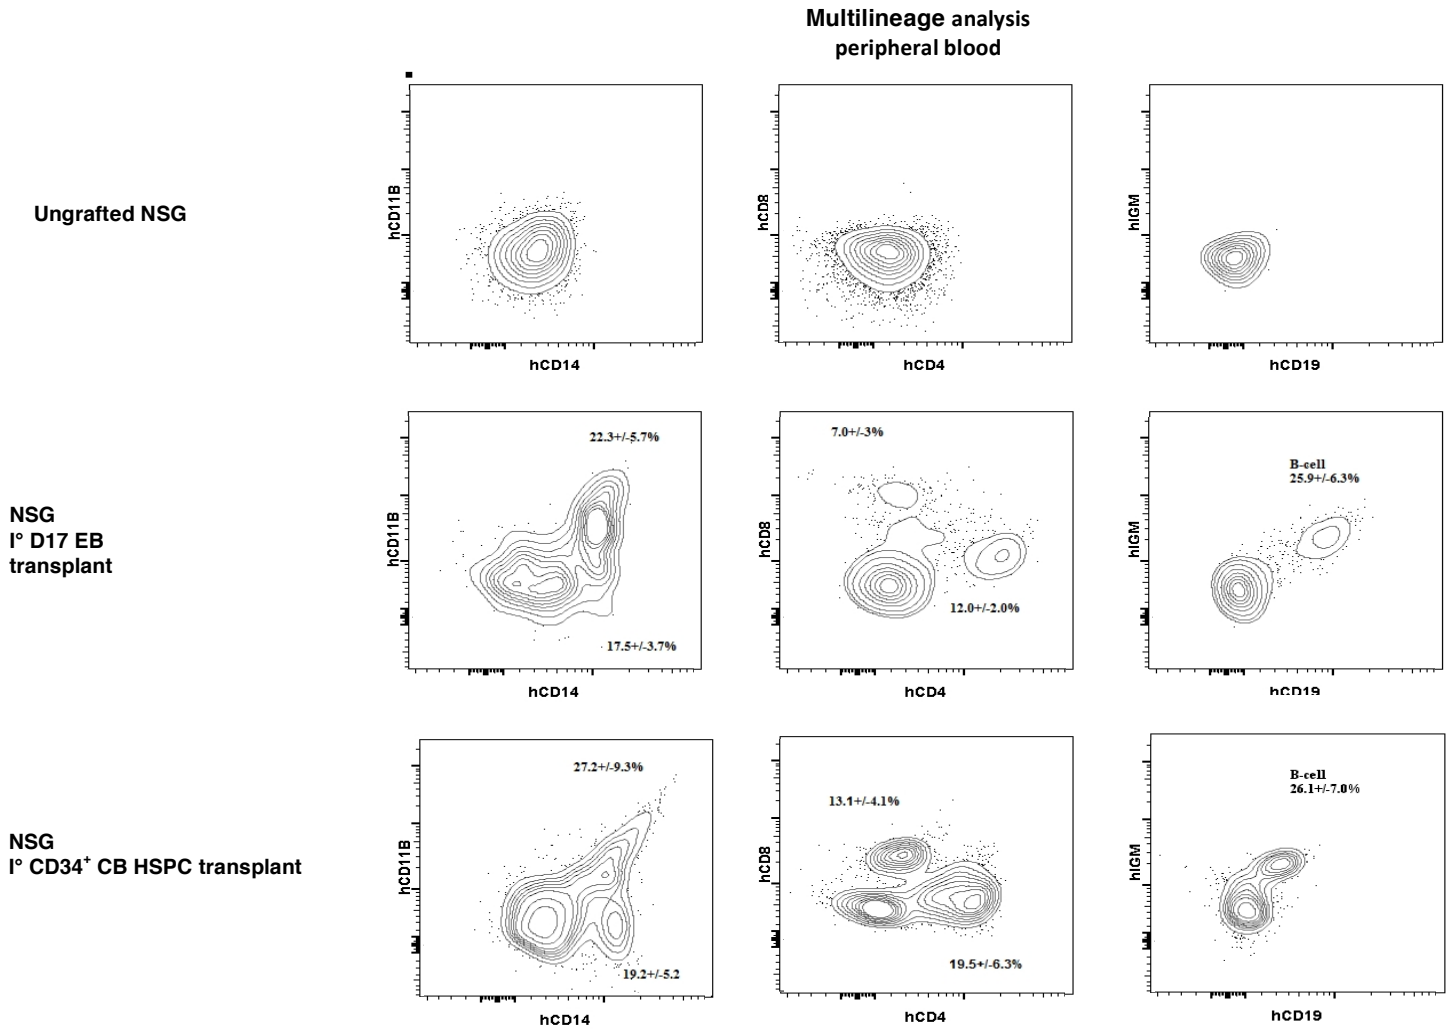 Multilineage analysis
peripheral blood
Ungrafted NSG
hCD11B
hCD14
hCD8
hCD4
hIGM
hCD19
NSG
I° D17 EB
transplant
22.3+/-5.7%
17.5+/-3.7%
hCD11B
hCD14
7.0+/-3%
12.0+/-2.0%
hCD8
hCD4
B-cell
25.9+/-6.3%
hIGM
hCD19
NSG
I° CD34+ CB HSPC transplant
27.2+/-9.3%
19.2+/-5.2
hCD11B
hCD14
13.1+/-4.1%
19.5+/-6.3%
hCD8
hCD4
B-cell
26.1+/-7.0%
hIGM
hCD19